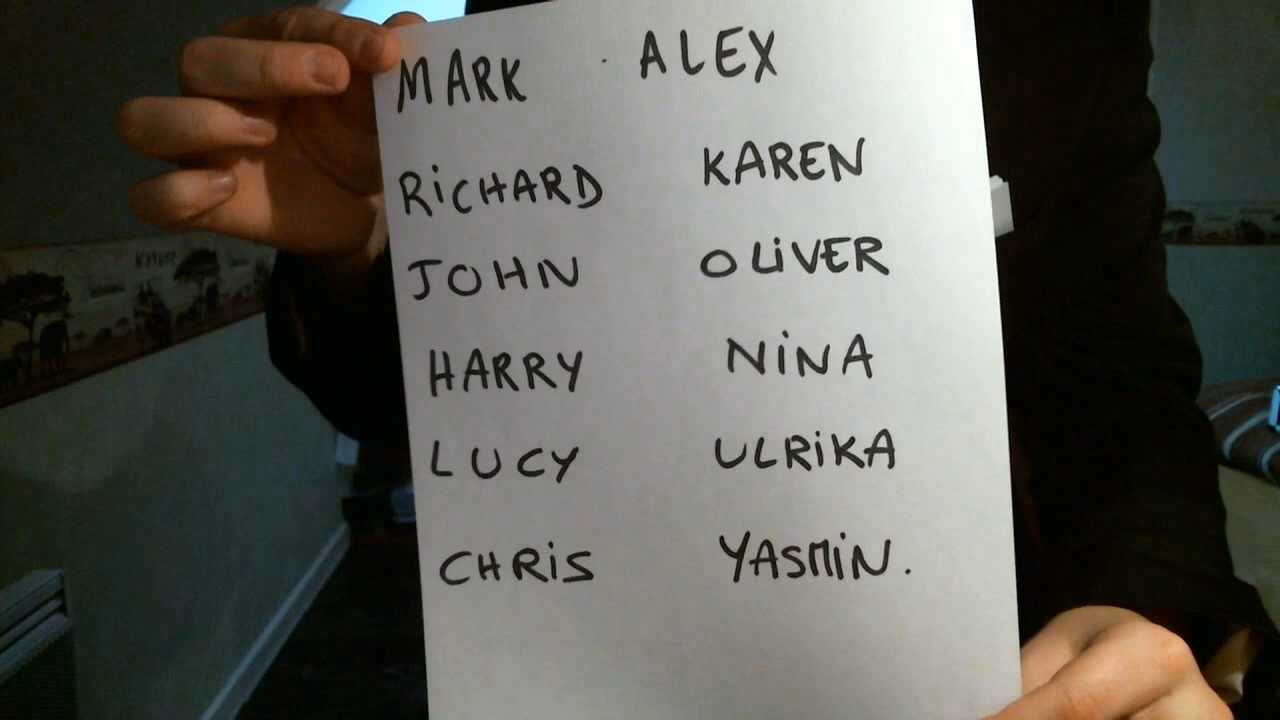 MARK . ALEX
RiCHARD KAREN
JOHN OLiVER
HARRY NiNA
LUCY ULRiKA
CHRiS YASMiN.